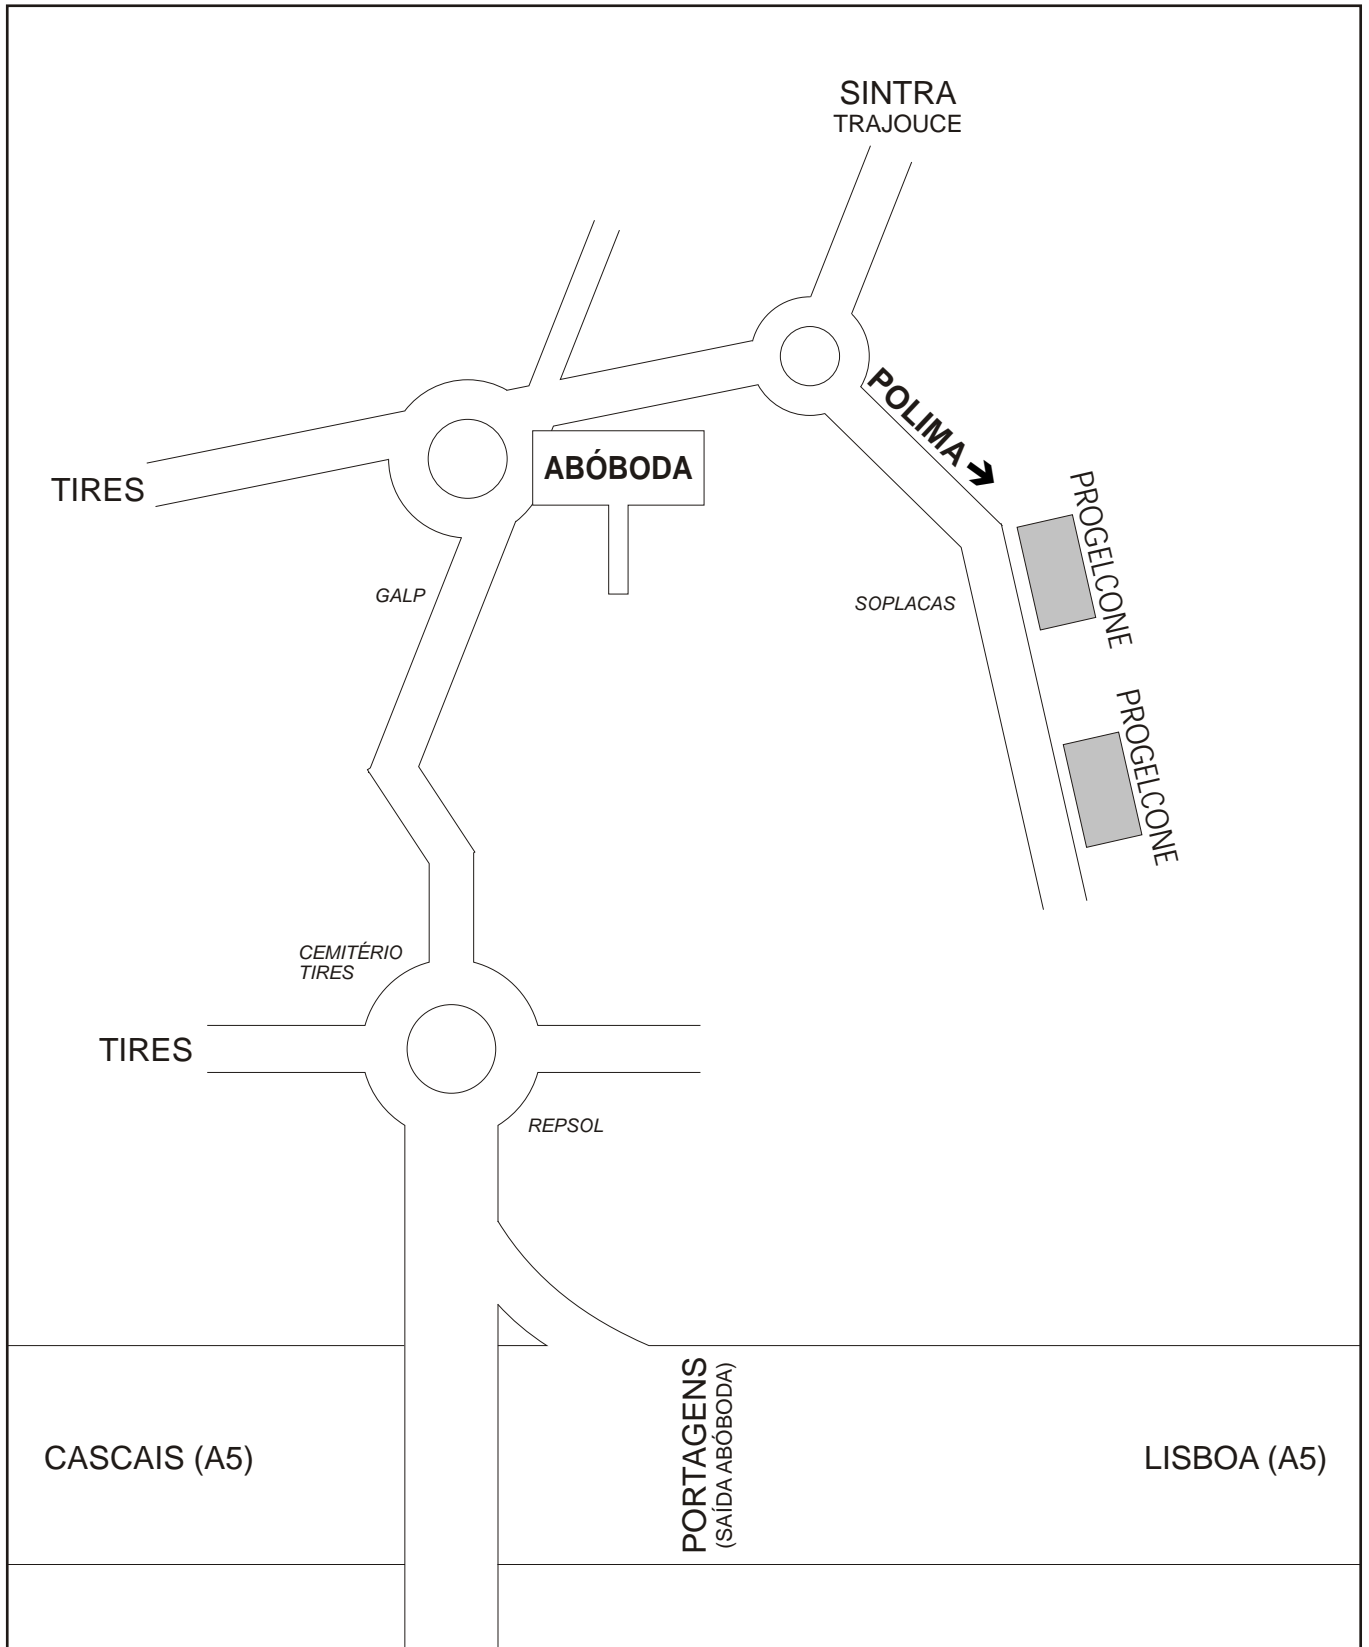 SINTRA
TRAJOUCE
POLIMA
ABÓBODA
TIRES
PROGELCONE
GALP
SOPLACAS
PROGELCONE
CEMITÉRIO
TIRES
TIRES
REPSOL
PORTAGENS
(SAÍDA ABÓBODA)
CASCAIS (A5)
LISBOA (A5)